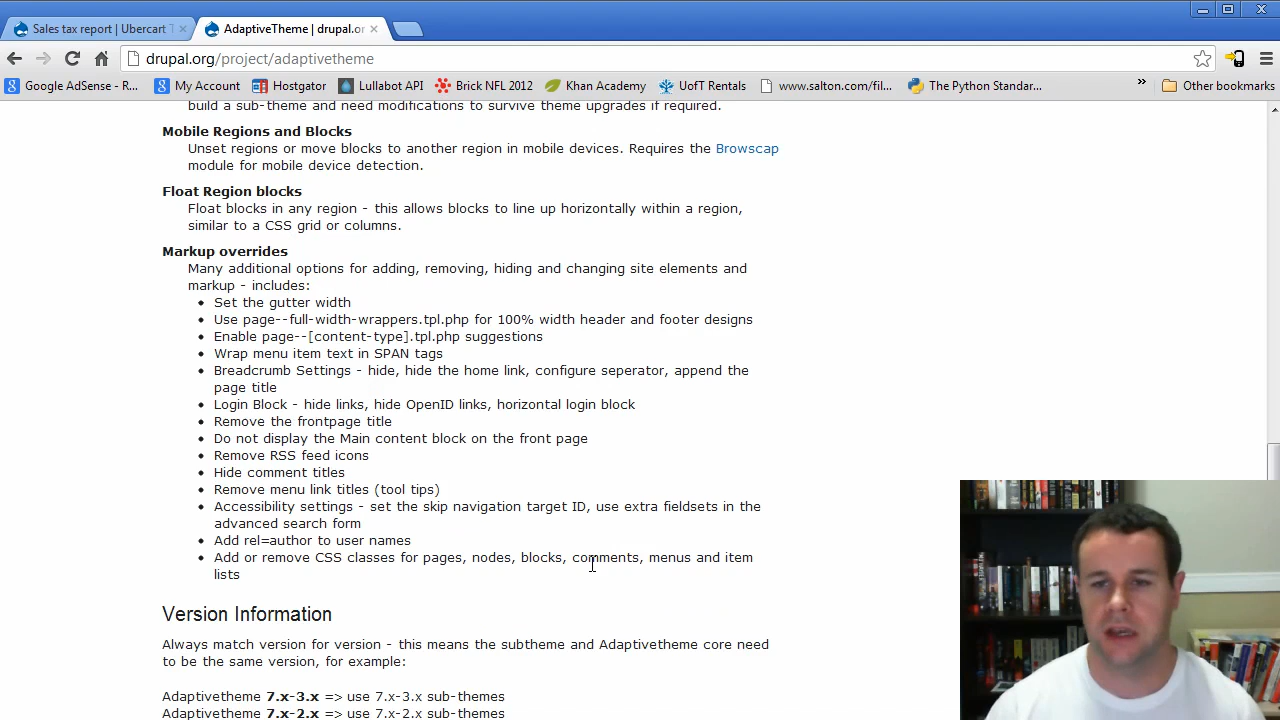 Sales tax report | Ubercart T
AdaptiveTheme | drupal.or
drupal.org/project/adaptivetheme
Google AdSense - R...
My Account
Hostgator
Lullabot API
Brick NFL 2012
Khan Academy
UofT Rentals
www.salton.com/fil...
The Python Standar...
»
Other bookmarks
build a sub-theme and need modifications to survive theme upgrades if required.
Mobile Regions and Blocks
Unset regions or move blocks to another region in mobile devices. Requires the Browscap
module for mobile device detection.
Float Region blocks
Float blocks in any region - this allows blocks to line up horizontally within a region,
similar to a CSS grid or columns.
Markup overrides
Many additional options for adding, removing, hiding and changing site elements and
markup - includes:
• Set the gutter width
• Use page--full-width-wrappers.tpl.php for 100% width header and footer designs
• Enable page--[content-type].tpl.php suggestions
• Wrap menu item text in SPAN tags
• Breadcrumb Settings - hide, hide the home link, configure seperator, append the
page title
• Login Block - hide links, hide OpenID links, horizontal login block
• Remove the frontpage title
• Do not display the Main content block on the front page
• Remove RSS feed icons
• Hide comment titles
• Remove menu link titles (tool tips)
• Accessibility settings - set the skip navigation target ID, use extra fieldsets in the
advanced search form
• Add rel=author to user names
• Add or remove CSS classes for pages, nodes, blocks, comments, menus and item
lists
Version Information
Always match version for version - this means the subtheme and Adaptivetheme core need
to be the same version, for example:
Adaptivetheme 7.x-3.x => use 7.x-3.x sub-themes
Adaptivetheme 7.x-2.x => use 7.x-2.x sub-themes